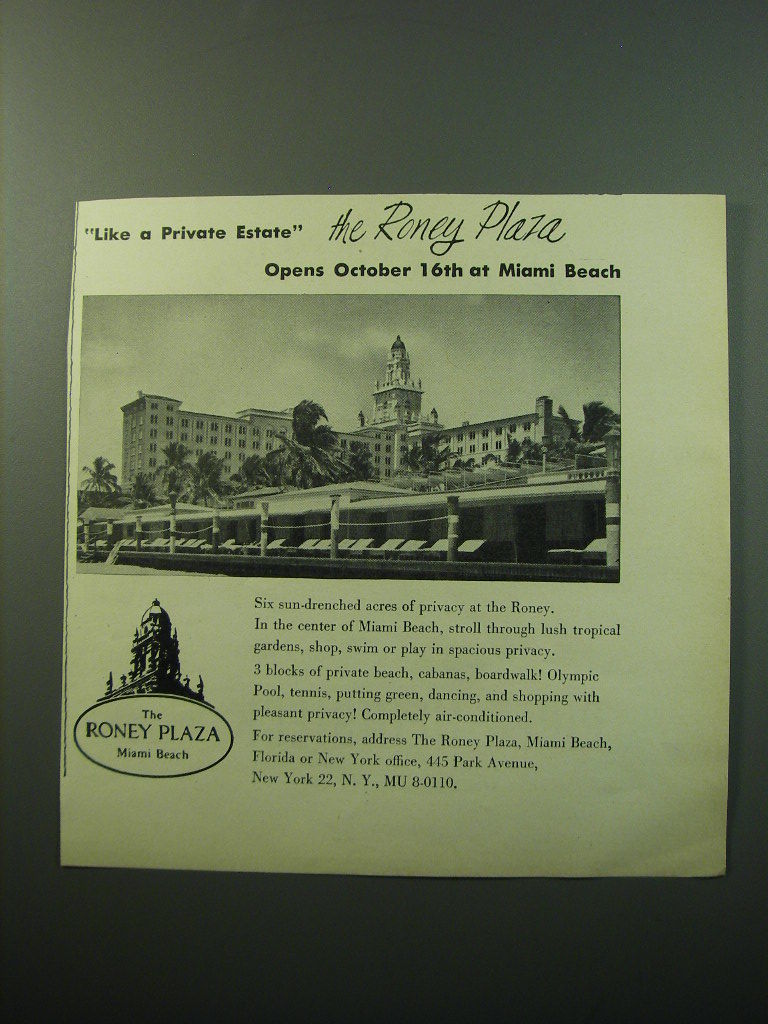 "Like a Private Estate" the Roney Plaza
Opens October 16th at Miami Beach
Six sun-drenched acres of privacy at the Roney.
In the center of Miami Beach, stroll through lush tropical
gardens, shop, swim or play in spacious privacy.
3 blocks of private beach, cabanas, boardwalk! Olympic
Pool, tennis, putting green, dancing, and shopping with
pleasant privacy! Completely air-conditioned.
For reservations, address The Roney Plaza, Miami Beach,
Florida or New York office, 445 Park Avenue,
New York 22, N. Y., MU 8-0110.
The
RONEY PLAZA
Miami Beach